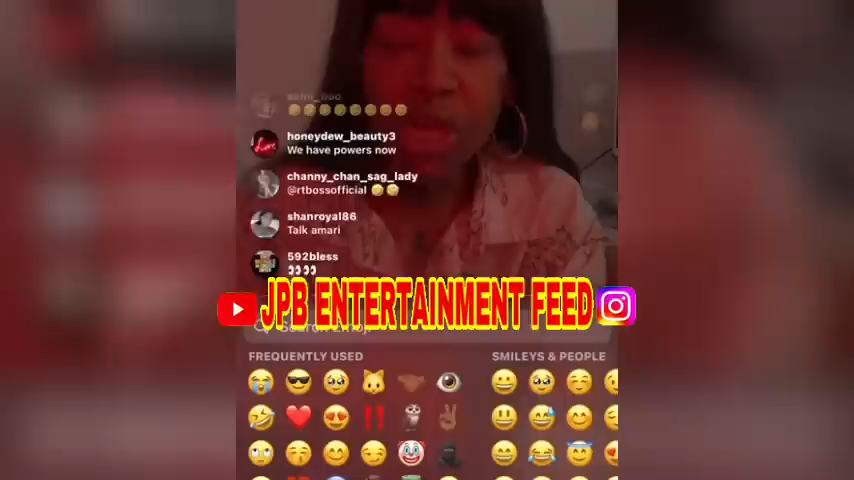 honeydew_beauty3
We have powers now
channy_chan_sag_lady
@rtbossofficial
shanroyal86
Talk amari
592bless
JPB ENTERTAINMENT FEED
FREQUENTLY USED
SMILEYS & PEOPLE